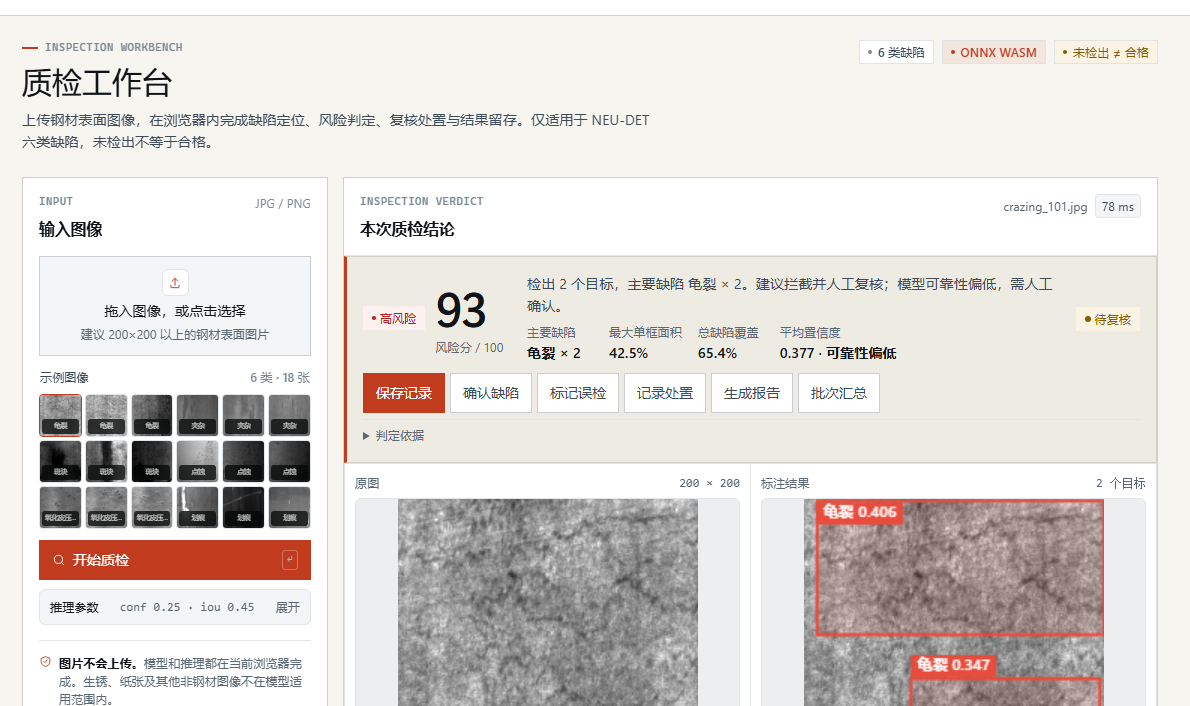 INSPECTION WORKBENCH
质检工作台
上传钢材表面图像，在浏览器内完成缺陷定位、风险判定、复核处置与结果留存。仅适用于 NEU-DET
六类缺陷，未检出不等于合格。
6 类缺陷
ONNX WASM
未检出 ≠ 合格
INPUT
JPG / PNG
输入图像
拖入图像，或点击选择
建议 200×200 以上的钢材表面图片
示例图像
6 类 · 18 张
龟裂
龟裂
龟裂
夹杂
夹杂
夹杂
斑块
斑块
斑块
点蚀
点蚀
点蚀
氧化皮压...
氧化皮压...
氧化皮压...
划痕
划痕
划痕
开始质检
推理参数 conf 0.25 · iou 0.45 展开
图片不会上传。模型和推理都在当前浏览器完
成。生锈、纸张及其他非钢材图像不在模型适
用范围内。
INSPECTION VERDICT
本次质检结论
crazing_101.jpg
78 ms
高风险
93
风险分 / 100
检出 2 个目标，主要缺陷 龟裂 × 2。建议拦截并人工复核；模型可靠性偏低，需人工
确认。
主要缺陷
龟裂 × 2
最大单框面积
42.5%
总缺陷覆盖
65.4%
平均置信度
0.377 · 可靠性偏低
待复核
保存记录
确认缺陷
标记误检
记录处置
生成报告
批次汇总
判定依据
原图
200 × 200
标注结果
2 个目标
龟裂 0.406
龟裂 0.347